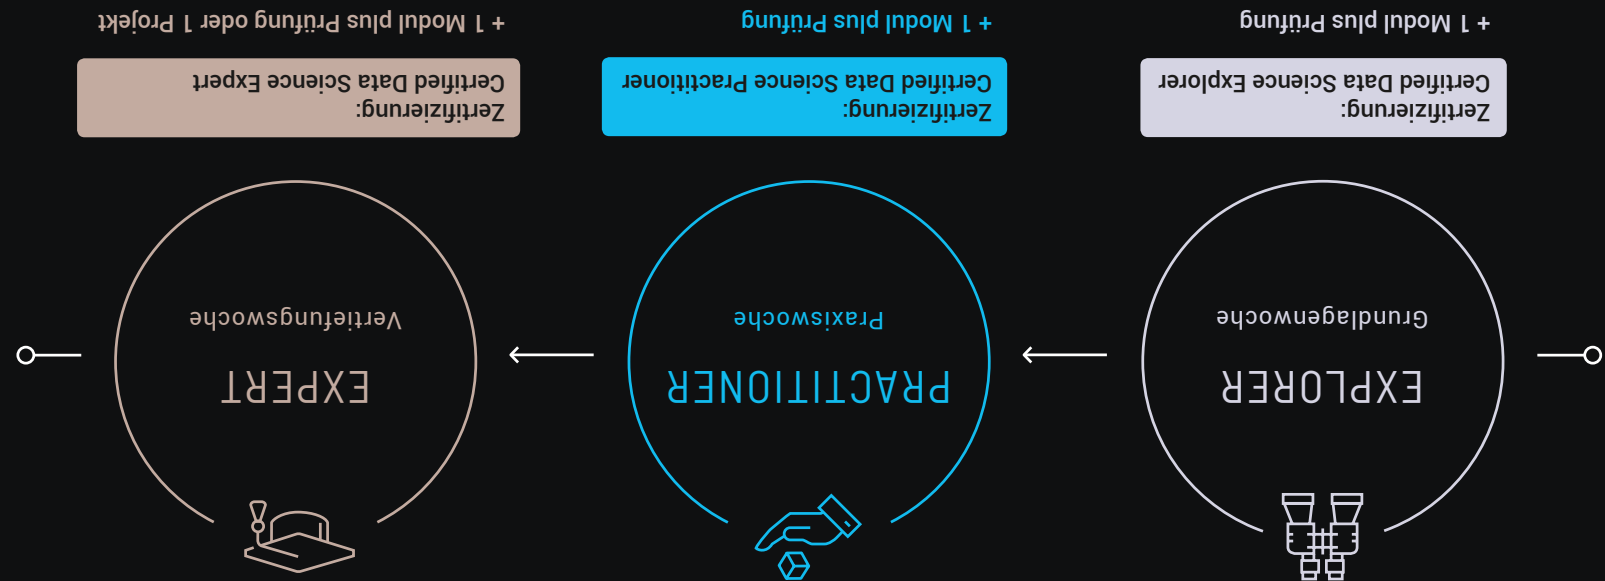 EXPLORER
Grundlagenwoche
Zertifizierung:
Certified Data Science Explorer
+ 1 Modul plus Prüfung
PRACTITIONER
Praxiswoche
Zertifizierung:
Certified Data Science Practitioner
+ 1 Modul plus Prüfung
EXPERT
Vertiefungswoche
Zertifizierung:
Certified Data Science Expert
+ 1 Modul plus Prüfung oder 1 Projekt